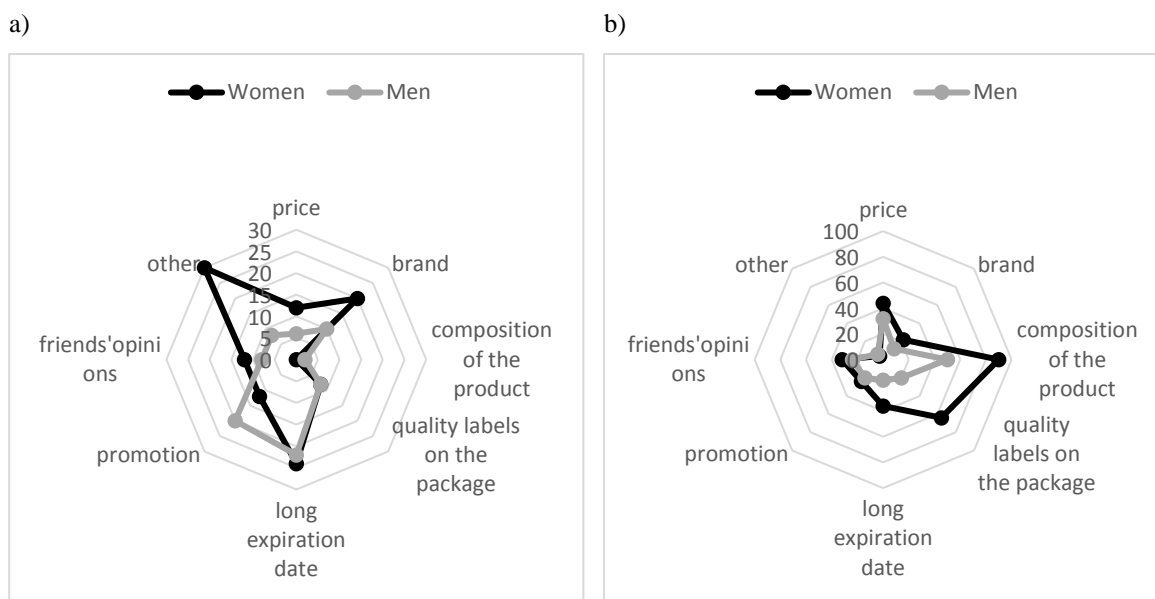 a)
Women
Men
price
30
25
20
15
10
5
0
brand
composition
of the
product
quality labels
on the
package
long
expiration
date
promotion
friends'opini
ons
other
b)
Women
Men
price
100
80
60
40
20
0
brand
composition
of the
product
quality
labels on
the package
long
expiration
date
promotion
friends'opini
ons
other